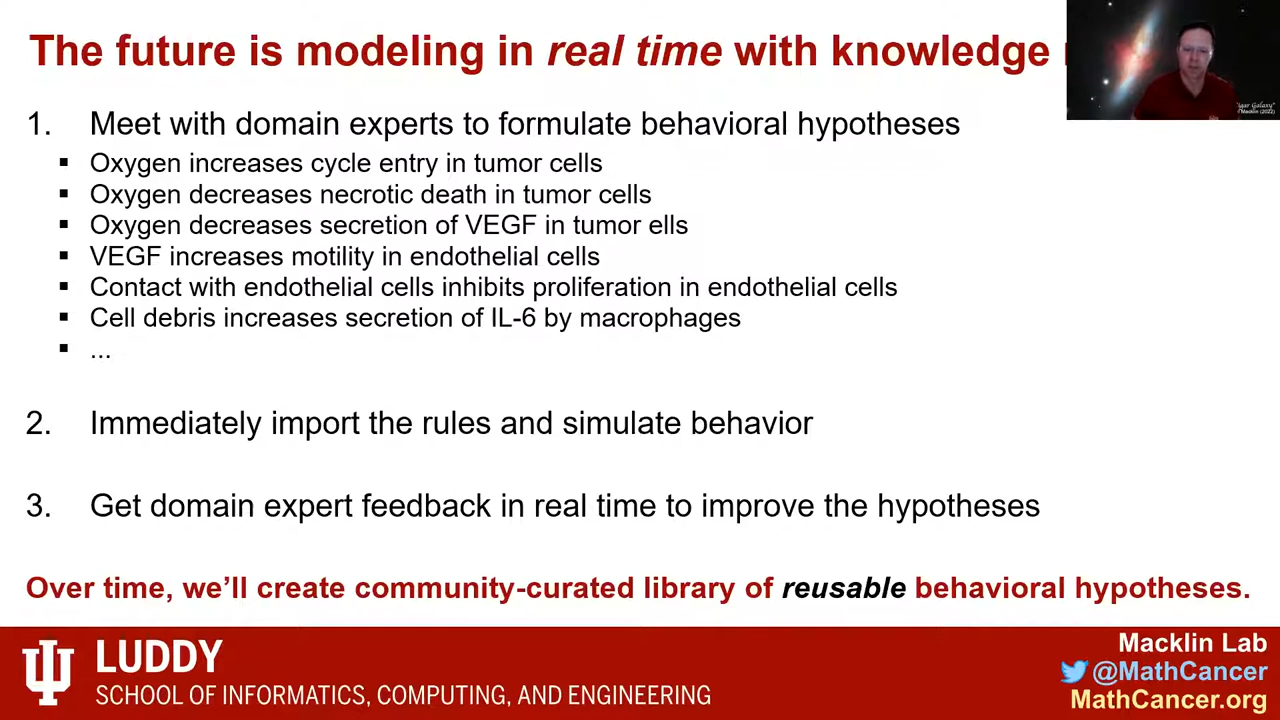 The future is modeling in real time with knowledge
1. Meet with domain experts to formulate behavioral hypotheses
▪ Oxygen increases cycle entry in tumor cells
▪ Oxygen decreases necrotic death in tumor cells
▪ Oxygen decreases secretion of VEGF in tumor ells
▪ VEGF increases motility in endothelial cells
▪ Contact with endothelial cells inhibits proliferation in endothelial cells
▪ Cell debris increases secretion of IL-6 by macrophages
▪ ...
2. Immediately import the rules and simulate behavior
3. Get domain expert feedback in real time to improve the hypotheses
Over time, we’ll create community-curated library of reusable behavioral hypotheses.
LUDDY
SCHOOL OF INFORMATICS, COMPUTING, AND ENGINEERING
Macklin Lab
@MathCancer
MathCancer.org
Galaxy"
Macklin (2022)